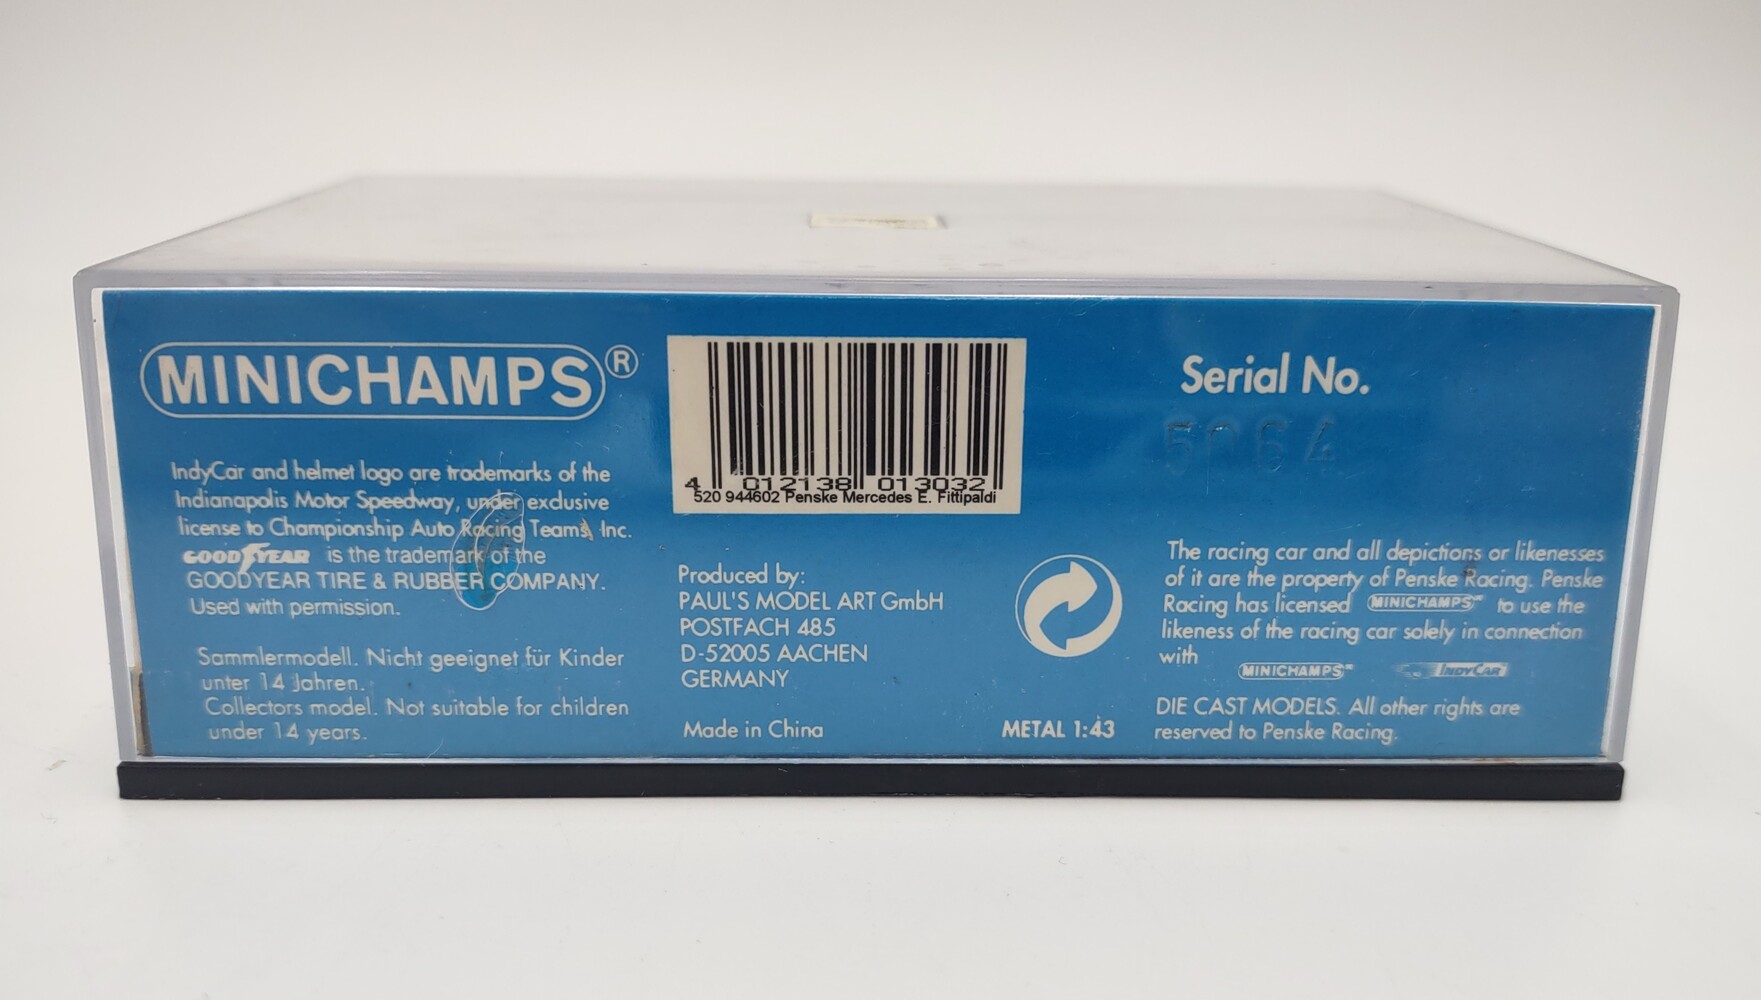 MINICHAMPS®
IndyCar and helmet logo are trademarks of the
Indianapolis Motor Speedway, under exclusive
license to Championship Auto Racing Teams, Inc.
GOODYEAR is the trademark of the
GOODYEAR TIRE & RUBBER COMPANY.
Used with permission.
Sammlermodell. Nicht geeignet für Kinder
unter 14 Jahren.
Collectors model. Not suitable for children
under 14 years.
4 012138 013032
520 944602 Penske Mercedes E. Fittipaldi
Produced by:
PAUL'S MODEL ART GmbH
POSTFACH 485
D-52005 AACHEN
GERMANY
Made in China
METAL 1:43
Serial No.
5064
The racing car and all depictions or likenesses
of it are the property of Penske Racing. Penske
Racing has licensed MINICHAMPS to use the
likeness of the racing car solely in connection
with
MINICHAMPS INDYCAR
DIE CAST MODELS. All other rights are
reserved to Penske Racing.